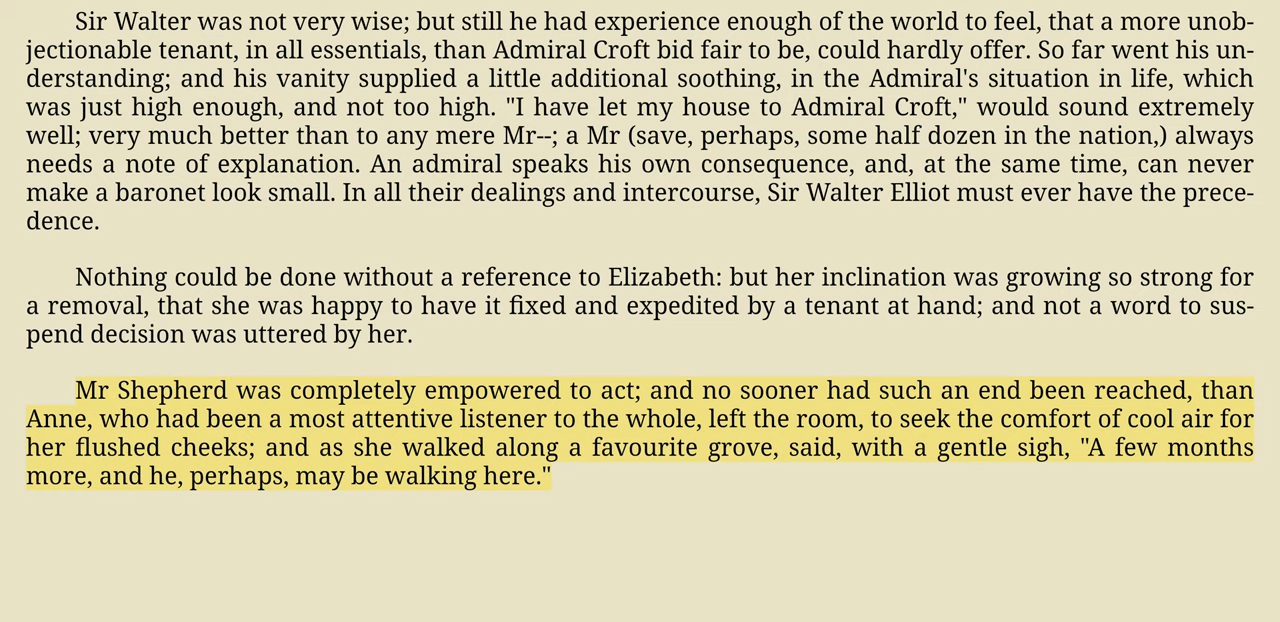 Sir Walter was not very wise; but still he had experience enough of the world to feel, that a more unob-
jectionable tenant, in all essentials, than Admiral Croft bid fair to be, could hardly offer. So far went his un-
derstanding; and his vanity supplied a little additional soothing, in the Admiral's situation in life, which
was just high enough, and not too high. "I have let my house to Admiral Croft," would sound extremely
well; very much better than to any mere Mr--; a Mr (save, perhaps, some half dozen in the nation,) always
needs a note of explanation. An admiral speaks his own consequence, and, at the same time, can never
make a baronet look small. In all their dealings and intercourse, Sir Walter Elliot must ever have the prece-
dence.
Nothing could be done without a reference to Elizabeth: but her inclination was growing so strong for
a removal, that she was happy to have it fixed and expedited by a tenant at hand; and not a word to sus-
pend decision was uttered by her.
Mr Shepherd was completely empowered to act; and no sooner had such an end been reached, than
Anne, who had been a most attentive listener to the whole, left the room, to seek the comfort of cool air for
her flushed cheeks; and as she walked along a favourite grove, said, with a gentle sigh, "A few months
more, and he, perhaps, may be walking here."